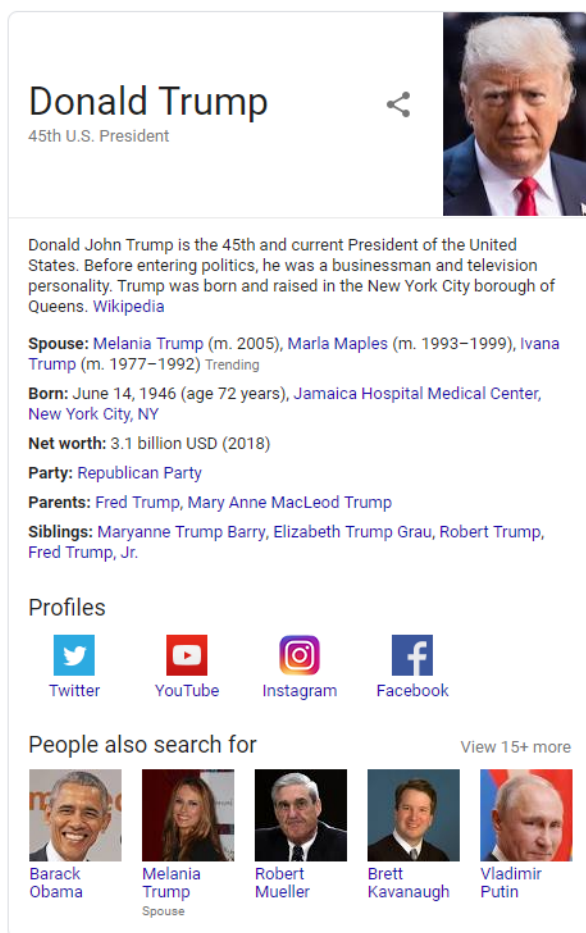 Donald Trump
45th U.S. President
Donald John Trump is the 45th and current President of the United
States. Before entering politics, he was a businessman and television
personality. Trump was born and raised in the New York City borough of
Queens. Wikipedia
Spouse: Melania Trump (m. 2005), Marla Maples (m. 1993–1999), Ivana
Trump (m. 1977–1992) Trending
Born: June 14, 1946 (age 72 years), Jamaica Hospital Medical Center,
New York City, NY
Net worth: 3.1 billion USD (2018)
Party: Republican Party
Parents: Fred Trump, Mary Anne MacLeod Trump
Siblings: Maryanne Trump Barry, Elizabeth Trump Grau, Robert Trump,
Fred Trump, Jr.
Profiles
Twitter YouTube Instagram Facebook
People also search for View 15+ more
Barack Obama
Melania Trump
Spouse
Robert Mueller
Brett Kavanaugh
Vladimir Putin